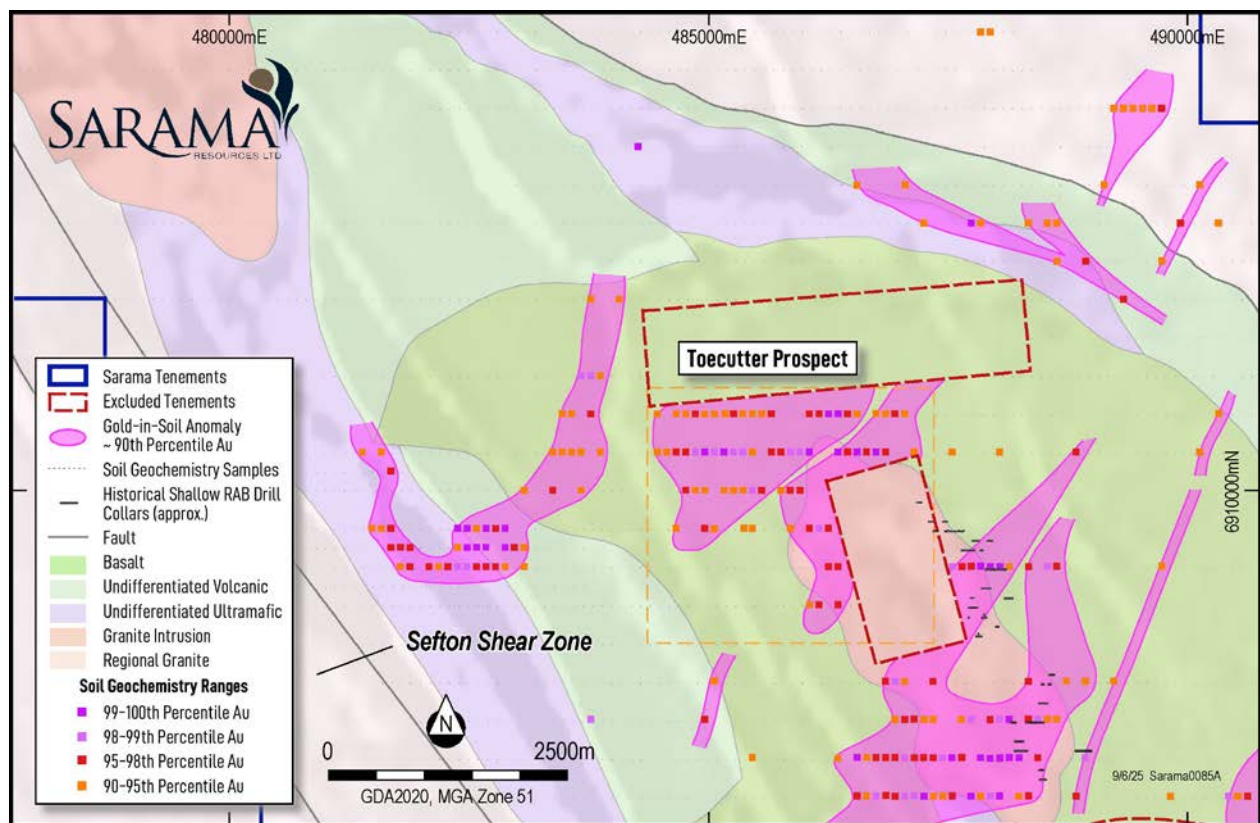 480000mE
485000mE
490000mE
SARAMA
RESOURCES LTD
Toecutter Prospect
6910000mN
Sarama Tenements
Excluded Tenements
Gold-in-Soil Anomaly
~ 90th Percentile Au
Soil Geochemistry Samples
Historical Shallow RAB Drill
Collars (approx.)
Fault
Basalt
Undifferentiated Volcanic
Undifferentiated Ultramafic
Granite Intrusion
Regional Granite
Soil Geochemistry Ranges
99-100th Percentile Au
98-99th Percentile Au
95-98th Percentile Au
90-95th Percentile Au
Sefton Shear Zone
N
0 2500m
GDA2020, MGA Zone 51
9/6/25 Sarama0085A